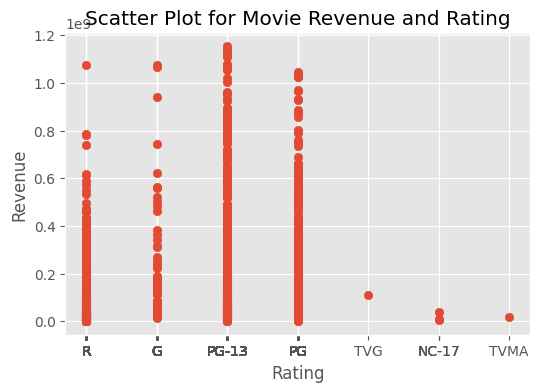 Scatter Plot for Movie Revenue and Rating
1e9
1.2
1.0
0.8
0.6
0.4
0.2
0.0
Revenue
R G PG-13 PG TVG NC-17 TVMA
Rating